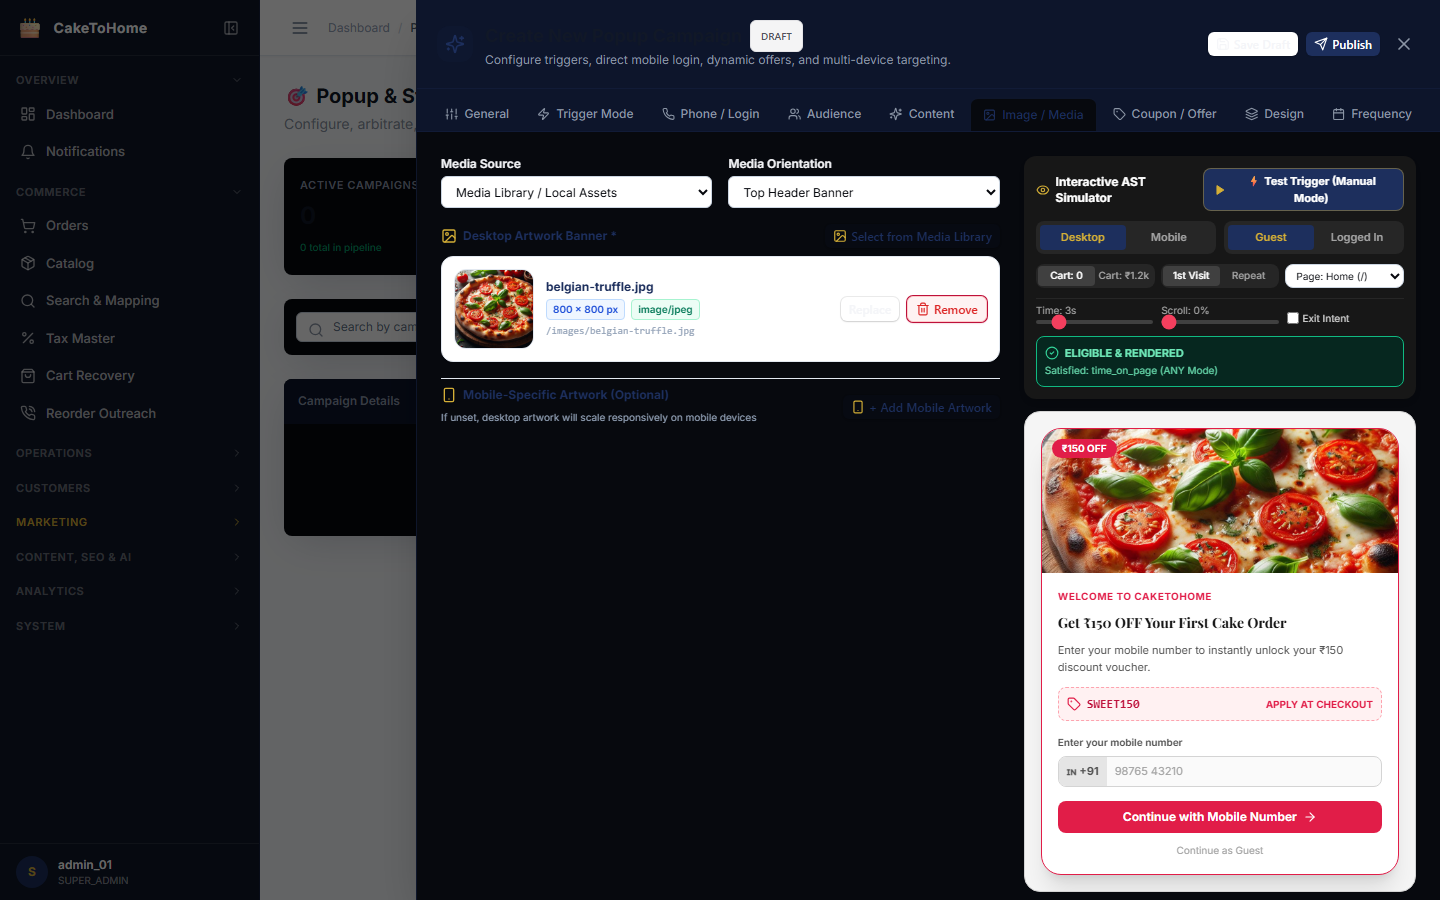 CakeToHome
OVERVIEW
Dashboard
Notifications
COMMERCE
Orders
Catalog
Search & Mapping
Tax Master
Cart Recovery
Reorder Outreach
OPERATIONS
CUSTOMERS
MARKETING
CONTENT, SEO & AI
ANALYTICS
SYSTEM
S
admin_01
SUPER_ADMIN
Dashboard / P
Popup & S
Configure, arbitrate,
ACTIVE CAMPAIGNS
0
0 total in pipeline
Search by cam
Campaign Details
DRAFT
Configure triggers, direct mobile login, dynamic offers, and multi-device targeting.
Save Draft
Publish
General
Trigger Mode
Phone / Login
Audience
Content
Image / Media
Coupon / Offer
Design
Frequency
Media Source
Media Library / Local Assets
Media Orientation
Top Header Banner
Desktop Artwork Banner *
Select from Media Library
belgian-truffle.jpg
800 × 800 px
image/jpeg
/images/belgian-truffle.jpg
Replace
Remove
Mobile-Specific Artwork (Optional)
If unset, desktop artwork will scale responsively on mobile devices
+ Add Mobile Artwork
Interactive AST
Simulator
Test Trigger (Manual
Mode)
Desktop
Mobile
Guest
Logged In
Cart: 0
Cart: ₹1.2k
1st Visit
Repeat
Page: Home (/)
Time: 3s
Scroll: 0%
Exit Intent
ELIGIBLE & RENDERED
Satisfied: time_on_page (ANY Mode)
₹150 OFF
WELCOME TO CAKETOHOME
Get ₹150 OFF Your First Cake Order
Enter your mobile number to instantly unlock your ₹150
discount voucher.
SWEET150
APPLY AT CHECKOUT
Enter your mobile number
IN +91
98765 43210
Continue with Mobile Number
Continue as Guest